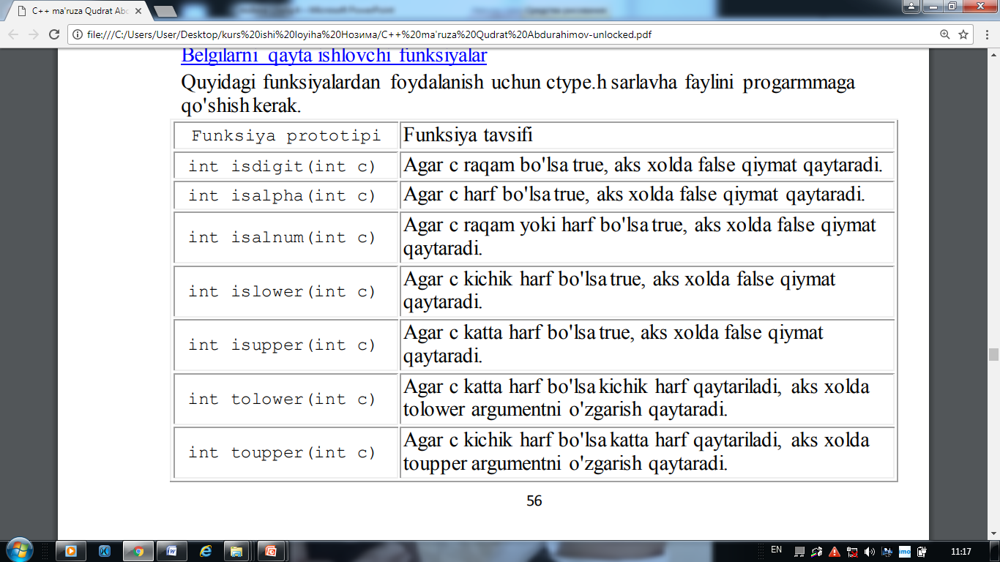 C++ ma'ruza Qudrat Abd
file:///C:/Users/User/Desktop/kurs%20ishi%20loyiha%20Нозима/C++%20ma'ruza%20Qudrat%20Abdurahimov-unlocked.pdf
Belgilarni qayta ishlovchi funksiyalar
Quyidagi funksiyalardan foydalanish uchun ctype.h sarlavha faylini progarmmaga
qo'shish kerak.
Funksiya prototipi
Funksiya tavsifi
int isdigit(int c)
Agar c raqam bo'lsa true, aks xolda false qiymat qaytaradi.
int isalpha(int c)
Agar c harf bo'lsa true, aks xolda false qiymat qaytaradi.
int isalnum(int c)
Agar c raqam yoki harf bo'lsa true, aks xolda false qiymat
qaytaradi.
int islower(int c)
Agar c kichik harf bo'lsa true, aks xolda false qiymat
qaytaradi.
int isupper(int c)
Agar c katta harf bo'lsa true, aks xolda false qiymat
qaytaradi.
int tolower(int c)
Agar c katta harf bo'lsa kichik harf qaytariladi, aks xolda
tolower argumentni o'zgarish qaytaradi.
int toupper(int c)
Agar c kichik harf bo'lsa katta harf qaytariladi, aks xolda
toupper argumentni o'zgarish qaytaradi.
56
EN
imo
11:17